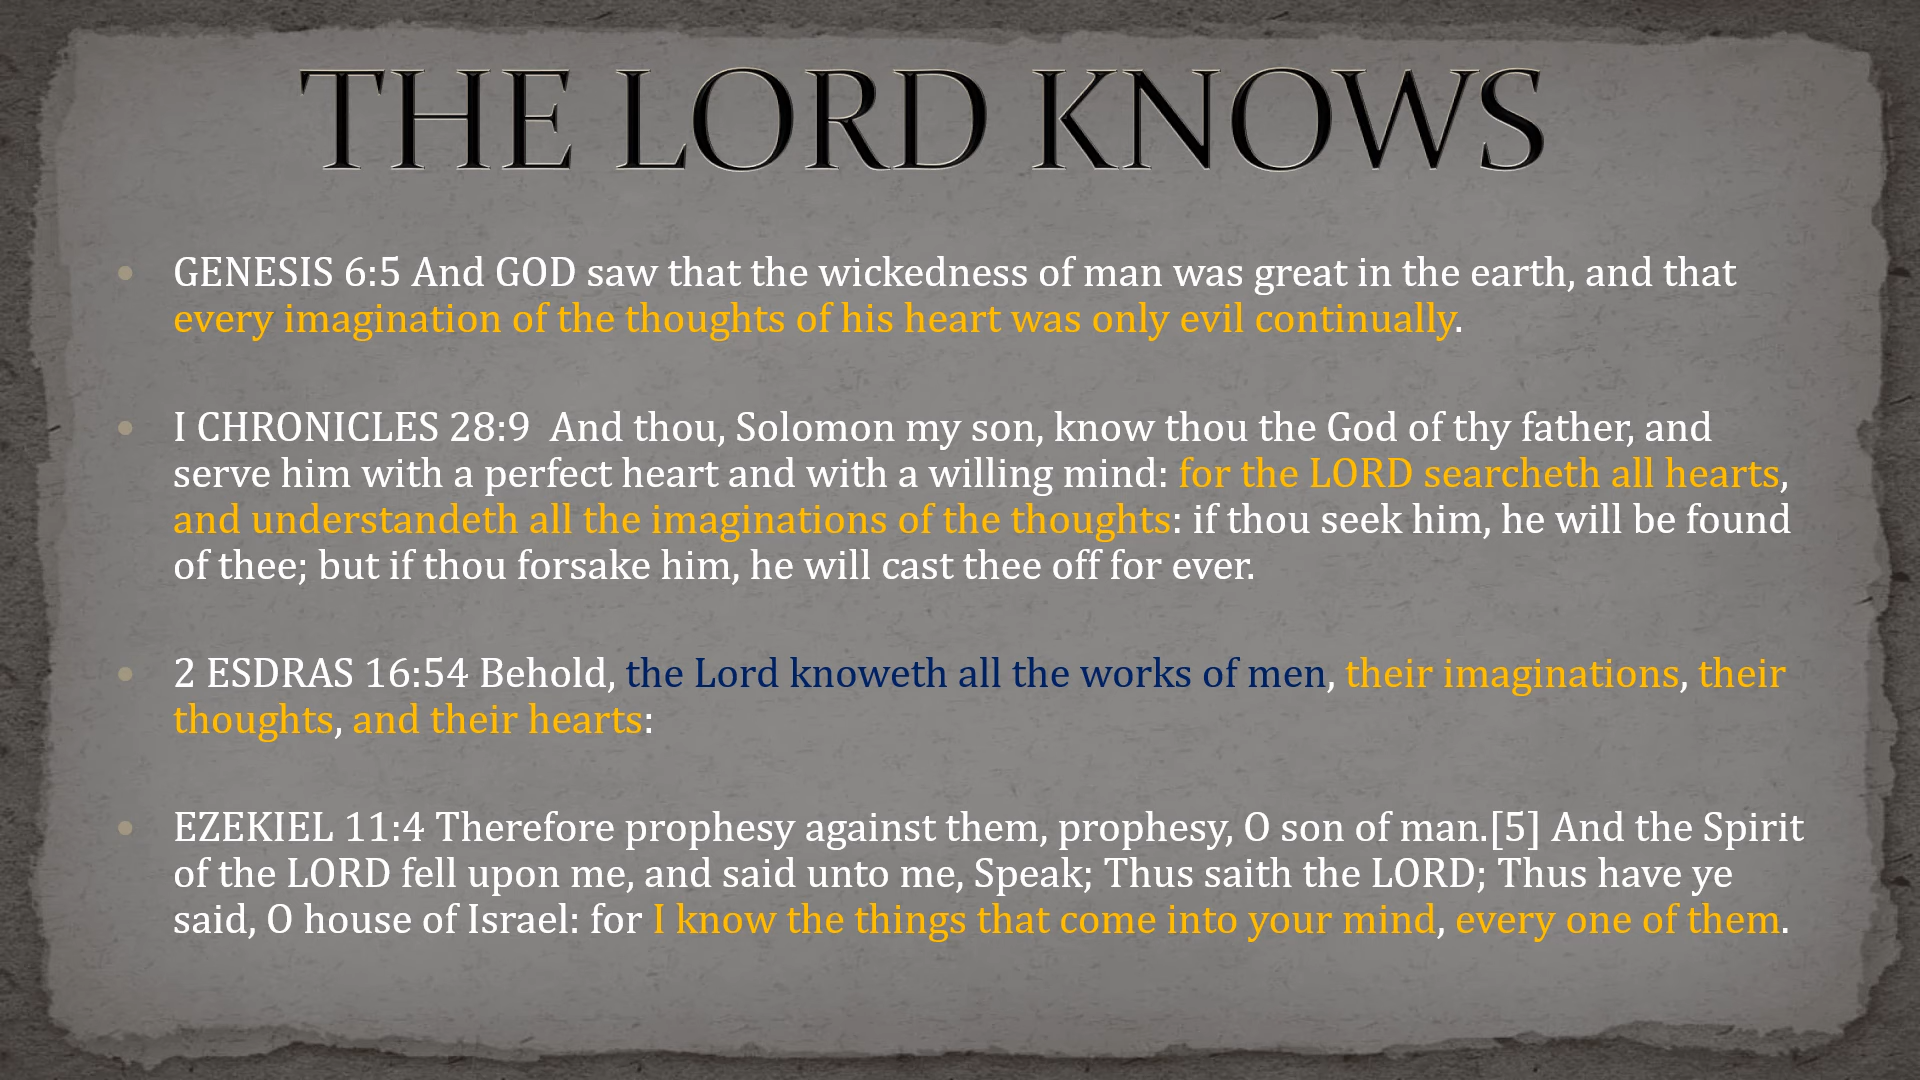 THE LORD KNOWS
• GENESIS 6:5 And GOD saw that the wickedness of man was great in the earth, and that
every imagination of the thoughts of his heart was only evil continually.
• I CHRONICLES 28:9  And thou, Solomon my son, know thou the God of thy father, and
serve him with a perfect heart and with a willing mind: for the LORD searcheth all hearts,
and understandeth all the imaginations of the thoughts: if thou seek him, he will be found
of thee; but if thou forsake him, he will cast thee off for ever.
• 2 ESDRAS 16:54 Behold, the Lord knoweth all the works of men, their imaginations, their
thoughts, and their hearts:
• EZEKIEL 11:4 Therefore prophesy against them, prophesy, O son of man.[5] And the Spirit
of the LORD fell upon me, and said unto me, Speak; Thus saith the LORD; Thus have ye
said, O house of Israel: for I know the things that come into your mind, every one of them.